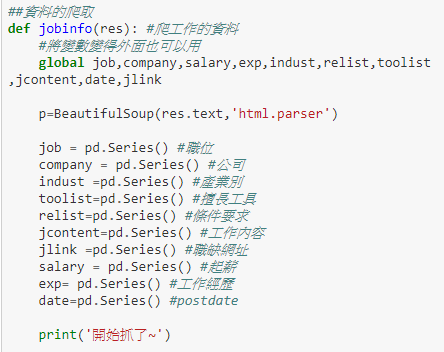 ##資料的爬取
def jobinfo(res): #爬工作的資料
#將變數變得外面也可以用
global job,company,salary,exp,indust,relist,toolist
,jcontent,date,jlink
p=BeautifulSoup(res.text,'html.parser')
job = pd.Series() #職位
company = pd.Series() #公司
indust =pd.Series() #產業別
toolist=pd.Series() #擅長工具
relist=pd.Series() #條件要求
jcontent=pd.Series() #工作內容
jlink =pd.Series() #職缺網址
salary = pd.Series() #起薪
exp= pd.Series() #工作經歷
date=pd.Series() #postdate
print('開始抓了~')